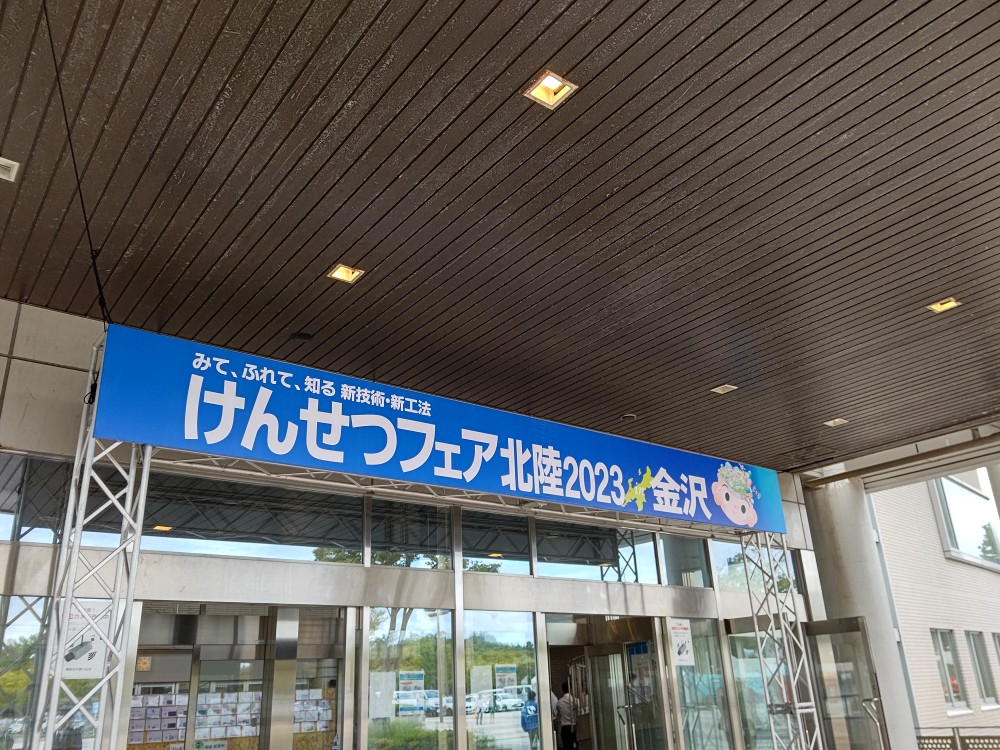 みて、ふれて、知る 新技術・新工法
けんせつフェア北陸2023 金沢